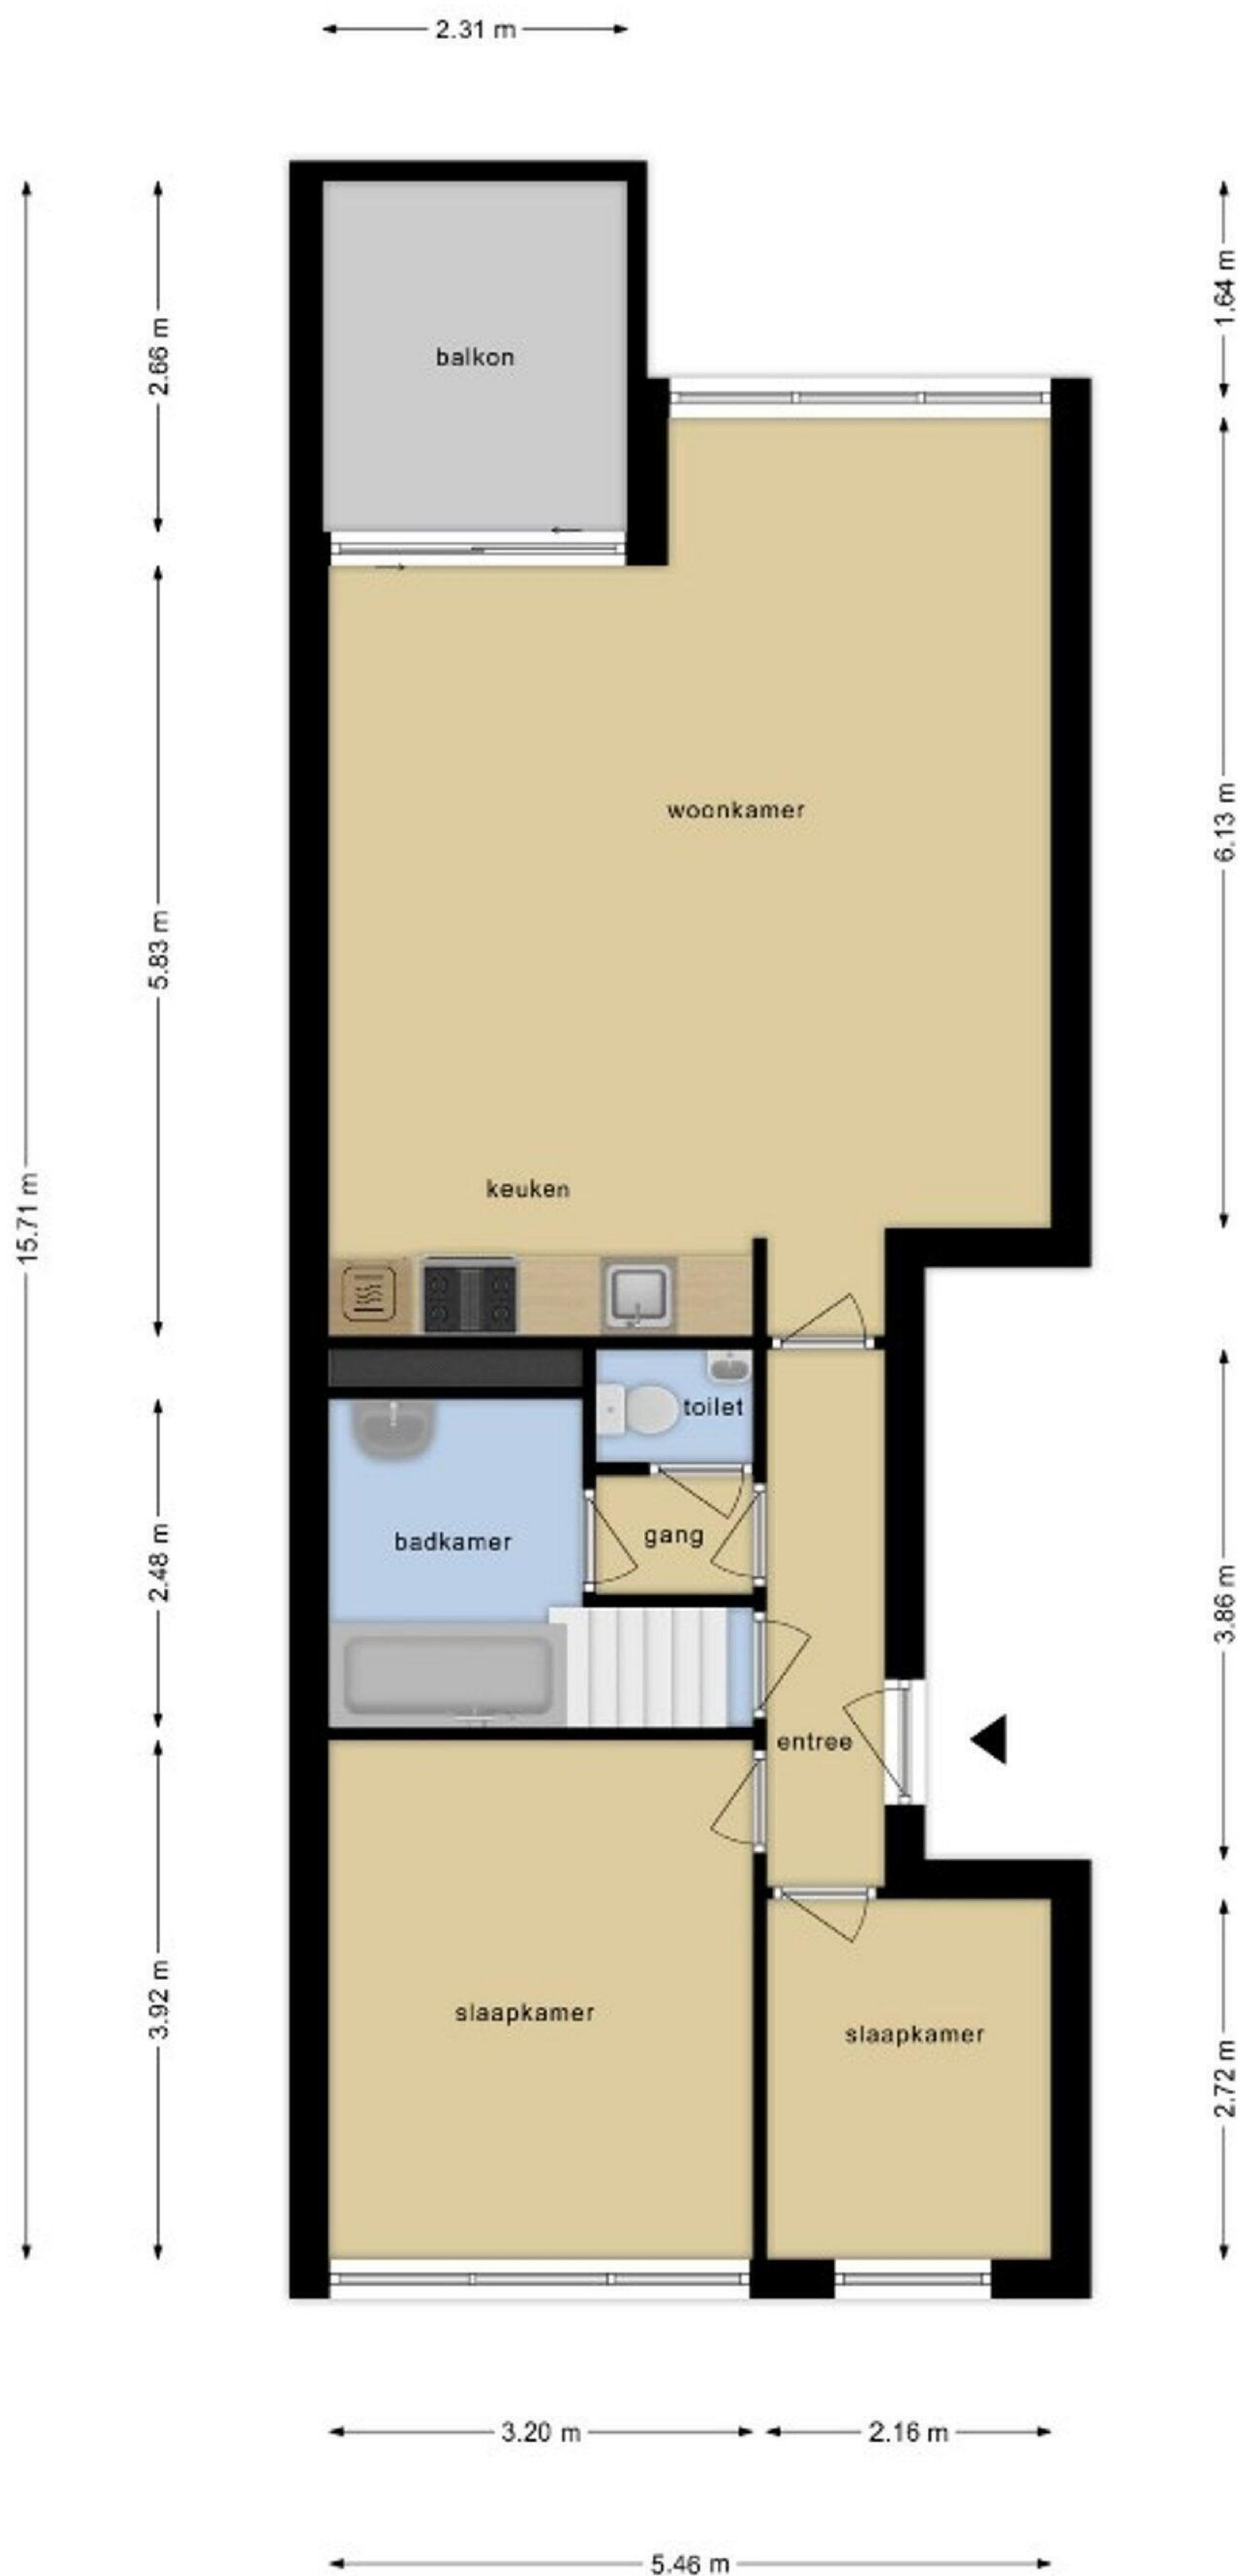 2.31 m
1.64 m
2.66 m
balkon
woonkamer
6.13 m
5.83 m
keuken
15.71 m
toilet
gang
badkamer
2.48 m
3.86 m
entree
3.92 m
slaapkamer
slaapkamer
2.72 m
3.20 m
2.16 m
5.46 m